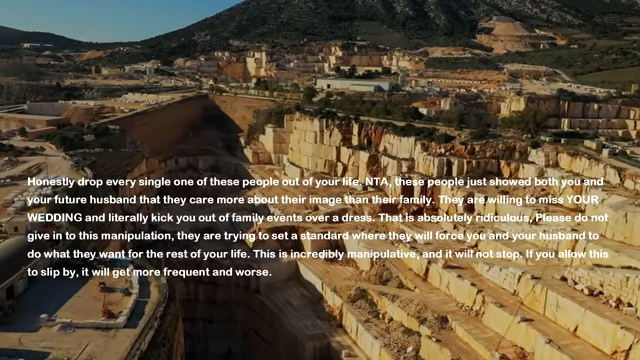 Honestly drop every single one of these people out of your life. NTA, these people just showed both you and
your future husband that they care more about their image than their family. They are willing to miss YOUR
WEDDING and literally kick you out of family events over a dress. That is absolutely ridiculous, Please do not
give in to this manipulation, they are trying to set a standard where they will force you and your husband to
do what they want for the rest of your life. This is incredibly manipulative, and it will not stop. If you allow this
to slip by, it will get more frequent and worse.